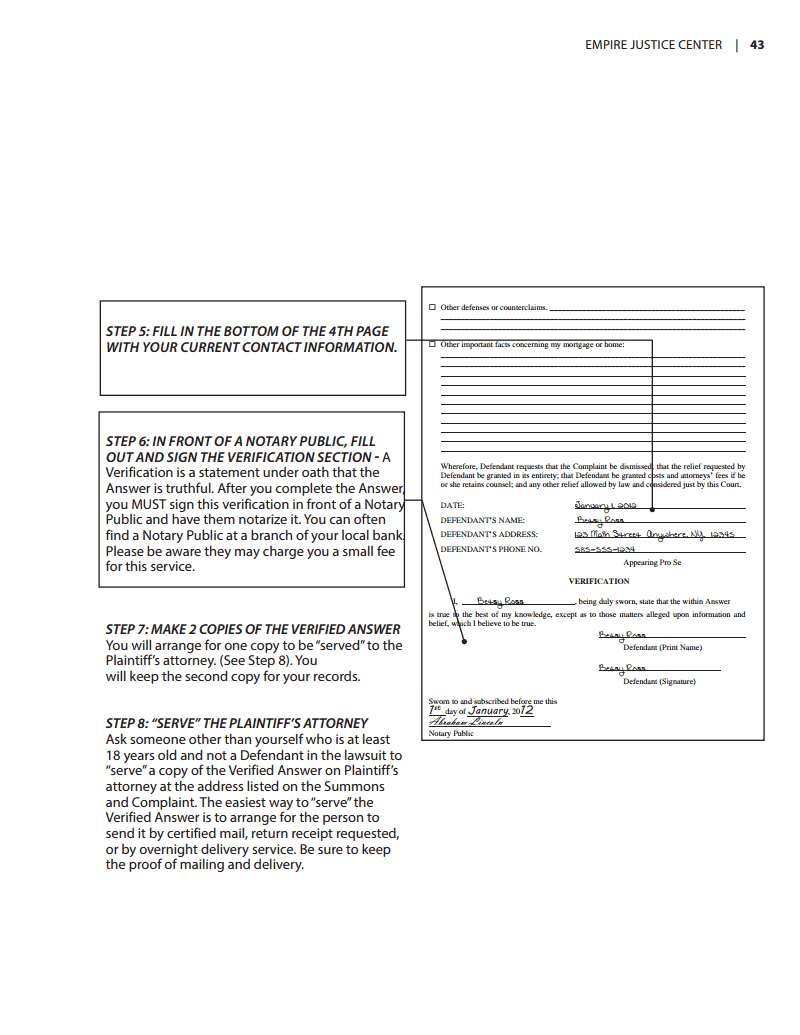 EMPIRE JUSTICE CENTER | 43
STEP 5: FILL IN THE BOTTOM OF THE 4TH PAGE
WITH YOUR CURRENT CONTACT INFORMATION.
STEP 6: IN FRONT OF A NOTARY PUBLIC, FILL
OUT AND SIGN THE VERIFICATION SECTION - A
Verification is a statement under oath that the
Answer is truthful. After you complete the Answer,
you MUST sign this verification in front of a Notary
Public and have them notarize it. You can often
find a Notary Public at a branch of your local bank.
Please be aware they may charge you a small fee
for this service.
STEP 7: MAKE 2 COPIES OF THE VERIFIED ANSWER
You will arrange for one copy to be “served” to the
Plaintiff’s attorney. (See Step 8). You
will keep the second copy for your records.
STEP 8: “SERVE” THE PLAINTIFF’S ATTORNEY
Ask someone other than yourself who is at least
18 years old and not a Defendant in the lawsuit to
“serve” a copy of the Verified Answer on Plaintiff’s
attorney at the address listed on the Summons
and Complaint. The easiest way to “serve” the
Verified Answer is to arrange for the person to
send it by certified mail, return receipt requested,
or by overnight delivery service. Be sure to keep
the proof of mailing and delivery.
Other defenses or counterclaims.
Other important facts concerning my mortgage or home:
Wherefore, Defendant requests that the Complaint be dismissed; that the relief requested by
Defendant be granted in its entirety; that Defendant be granted costs and attorneys’ fees if he
or she retains counsel; and any other relief allowed by law and considered just by this Court.
DATE: January 1, 2012
DEFENDANT’S NAME: Betsy Ross
DEFENDANT’S ADDRESS: 123 Main Street Anywhere, NY 12345
DEFENDANT’S PHONE NO. 585-555-1234
Appearing Pro Se
VERIFICATION
I, Betsy Ross, being duly sworn, state that the within Answer
is true to the best of my knowledge, except as to those matters alleged upon information and
belief, which I believe to be true.
Betsy Ross
Defendant (Print Name)
Betsy Ross
Defendant (Signature)
Sworn to and subscribed before me this
1st day of January, 2012
Abraham Lincoln
Notary Public